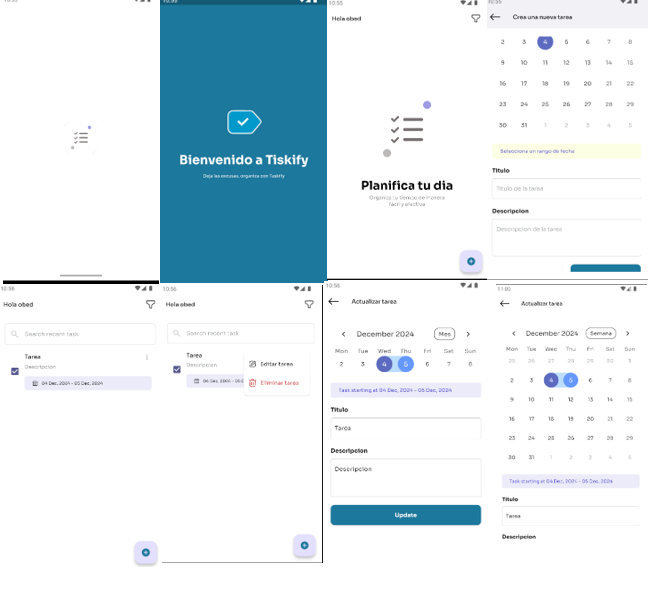 10:55
Bienvenido a Tiskify
Deja las excusas, organiza con Tiskify
10:55
Hola obed
Planifica tu dia
Organiza tu tiempo de manera
fácil y efectiva
10:55
Crea una nueva tarea
2 3 4 5 6 7 8
9 10 11 12 13 14 15
16 17 18 19 20 21 22
23 24 25 26 27 28 29
30 31 1 2 3 4 5
Selecciona un rango de fecha
Titulo
Titulo de la tarea
Descripcion
Descripcion de la tarea
10:56
Hola obed
Search recent task
Tarea
Descripcion
04 Dec, 2024 - 05 Dec, 2024
10:56
Hola obed
Search recent task
Tarea
Descripcion
04 Dec, 2024 - 05 D
Editar tarea
Eliminar tarea
10:56
Actualizar tarea
December 2024
Mes
Mon Tue Wed Thu Fri Sat Sun
2 3 4 5 6 7 8
Task starting at 04 Dec, 2024 - 05 Dec, 2024
Titulo
Tarea
Descripcion
Descripcion
Update
11:00
Actualizar tarea
December 2024
Semana
Mon Tue Wed Thu Fri Sat Sun
25 26 27 28 29 30 1
2 3 4 5 6 7 8
9 10 11 12 13 14 15
16 17 18 19 20 21 22
23 24 25 26 27 28 29
30 31 1 2 3 4 5
Task starting at 04 Dec, 2024 - 05 Dec, 2024
Titulo
Tarea
Descripcion